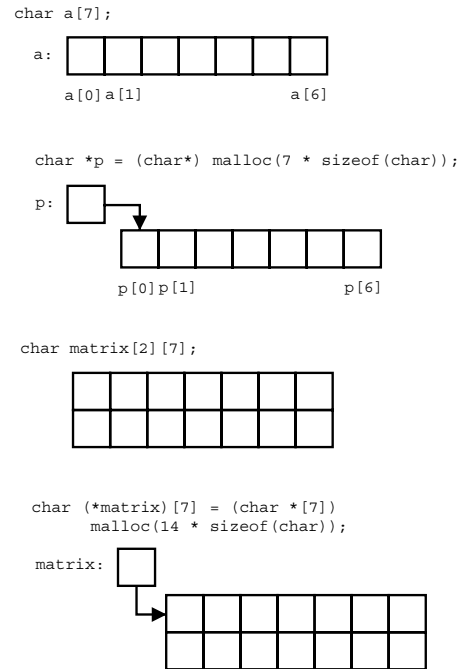 char a[7];
a:
a[0] a[1] a[6]
char *p = (char*) malloc(7 * sizeof(char));
p:
p[0] p[1] p[6]
char matrix[2][7];
char (*matrix)[7] = (char *[7])
malloc(14 * sizeof(char));
matrix: